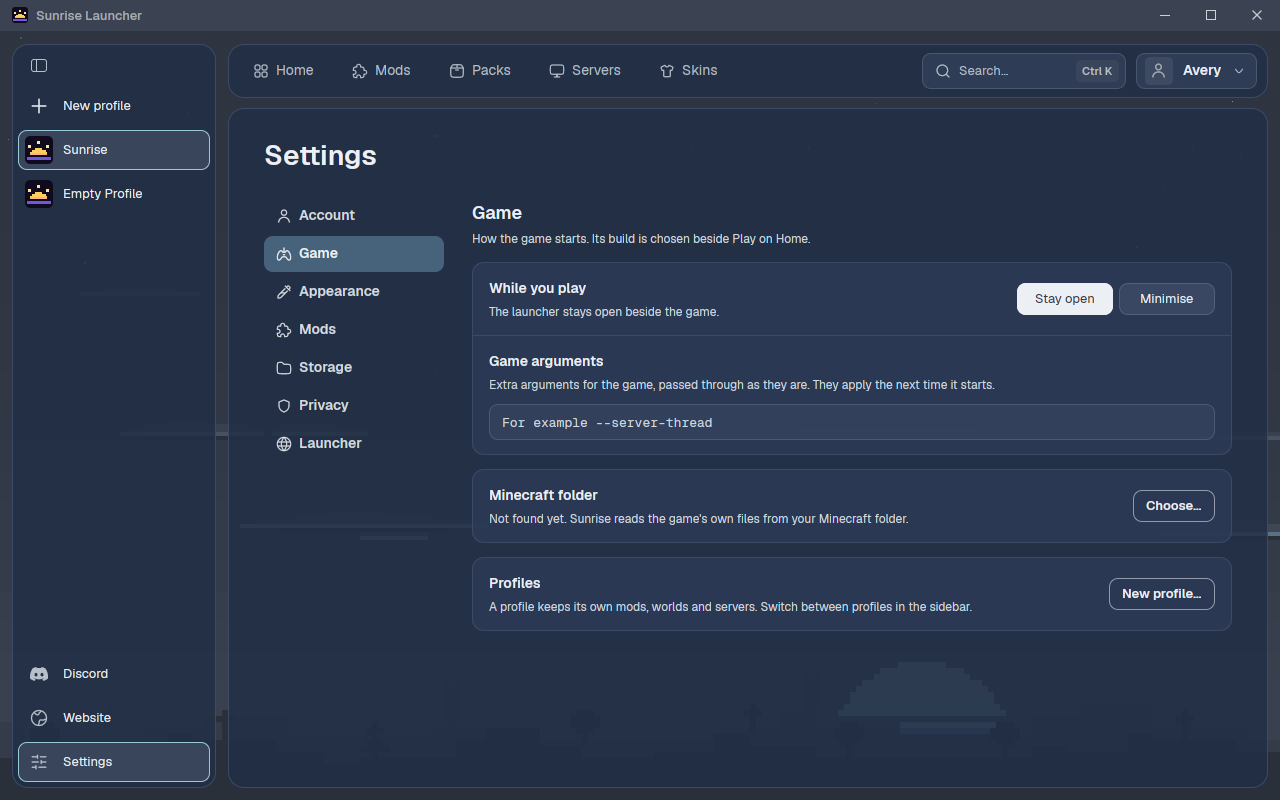 Sunrise Launcher
New profile
Sunrise
Empty Profile
Discord
Website
Settings
Home
Mods
Packs
Servers
Skins
Search...
Ctrl K
Avery
Settings
Account
Game
Appearance
Mods
Storage
Privacy
Launcher
Game
How the game starts. Its build is chosen beside Play on Home.
While you play
The launcher stays open beside the game.
Stay open
Minimise
Game arguments
Extra arguments for the game, passed through as they are. They apply the next time it starts.
For example --server-thread
Minecraft folder
Not found yet. Sunrise reads the game's own files from your Minecraft folder.
Choose...
Profiles
A profile keeps its own mods, worlds and servers. Switch between profiles in the sidebar.
New profile...